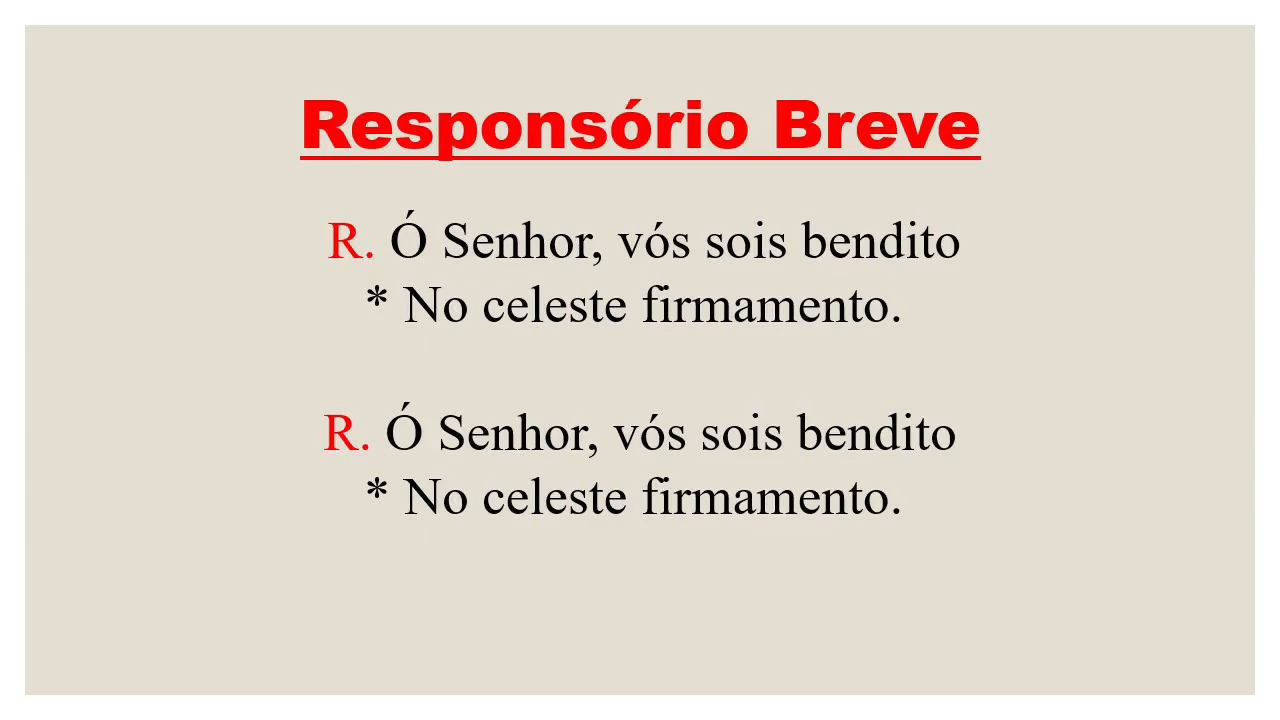 Responsório Breve
R. Ó Senhor, vós sois bendito
* No celeste firmamento.
R. Ó Senhor, vós sois bendito
* No celeste firmamento.